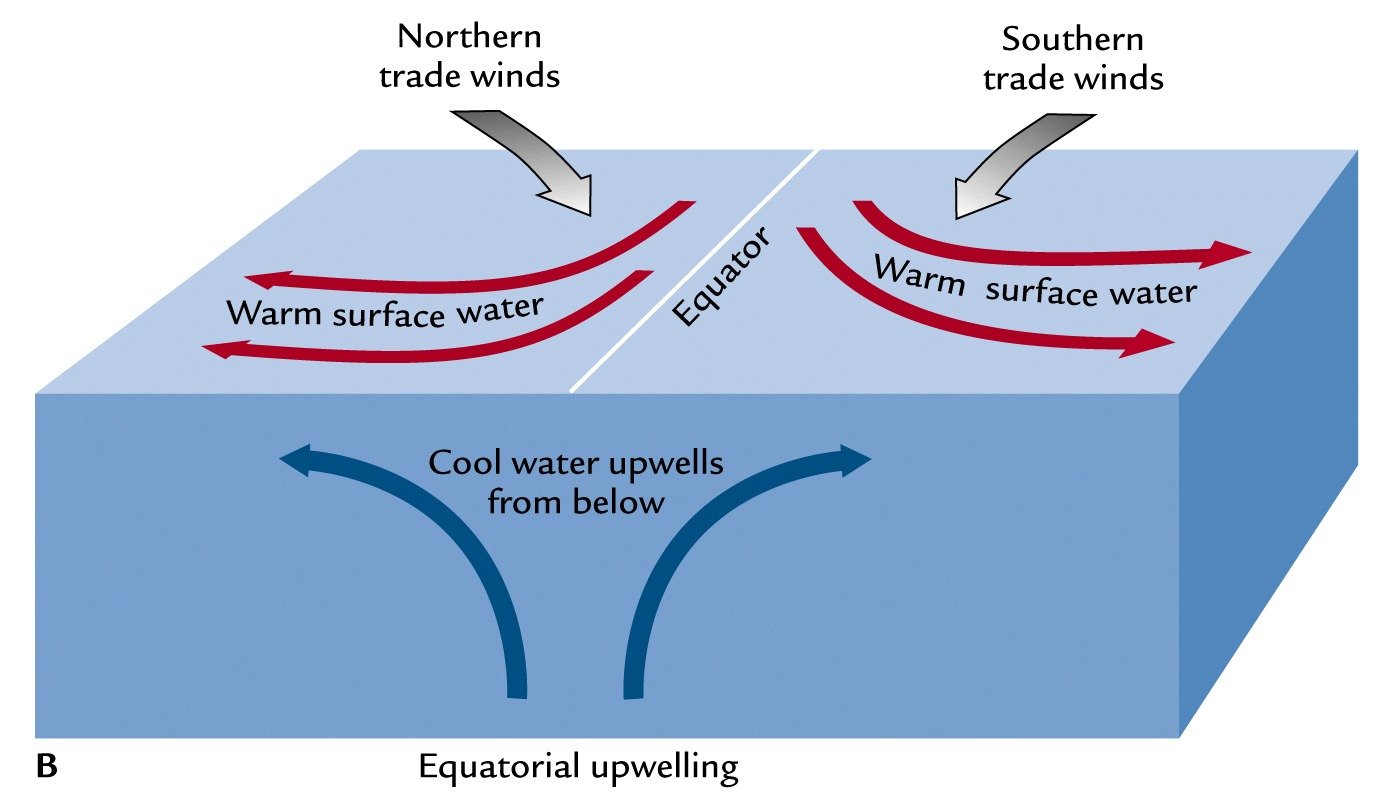 Northern
trade winds
Southern
trade winds
Equator
Warm surface water
Warm surface water
Cool water upwells
from below
B
Equatorial upwelling